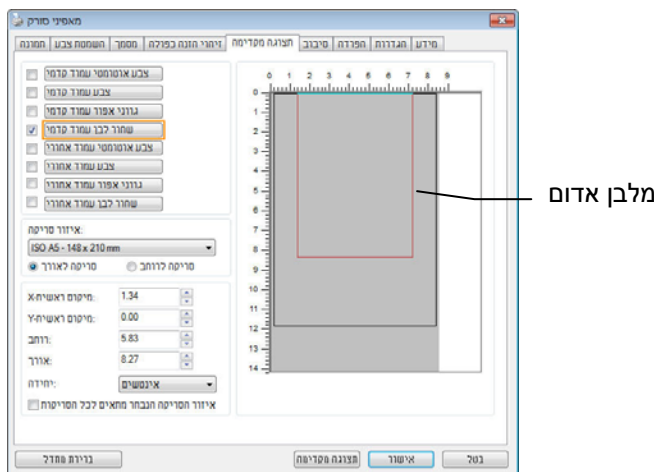 מאפיני סורק
תמונה השמטת צבע מסמך זיהוי הזנה כפולה תצוגה מקדימה סיבוב הפרדה הגדרות מידע
צבע אוטומטי עמוד קדמי
צבע עמוד קדמי
גווני אפור עמוד קדמי
שחור לבן עמוד קדמי
צבע אוטומטי עמוד אחורי
צבע עמוד אחורי
גווני אפור עמוד אחורי
שחור לבן עמוד אחורי
איזור סריקה:
ISO A5 - 148 x 210 mm
סריקה לאורך סריקה לרוחב
מיקום ראשית-X: 1.34
מיקום ראשית-Y: 0.00
רוחב: 5.83
אורך: 8.27
יחידה: אינטשים
איזור הסריקה הנבחר מתאים לכל הסריקות
0 1 2 3 4 5 6 7 8 9
0
1
2
3
4
5
6
7
8
9
10
11
12
13
14
מלבן אדום
ברירת מחדל תצוגה מקדימה אישור בטל